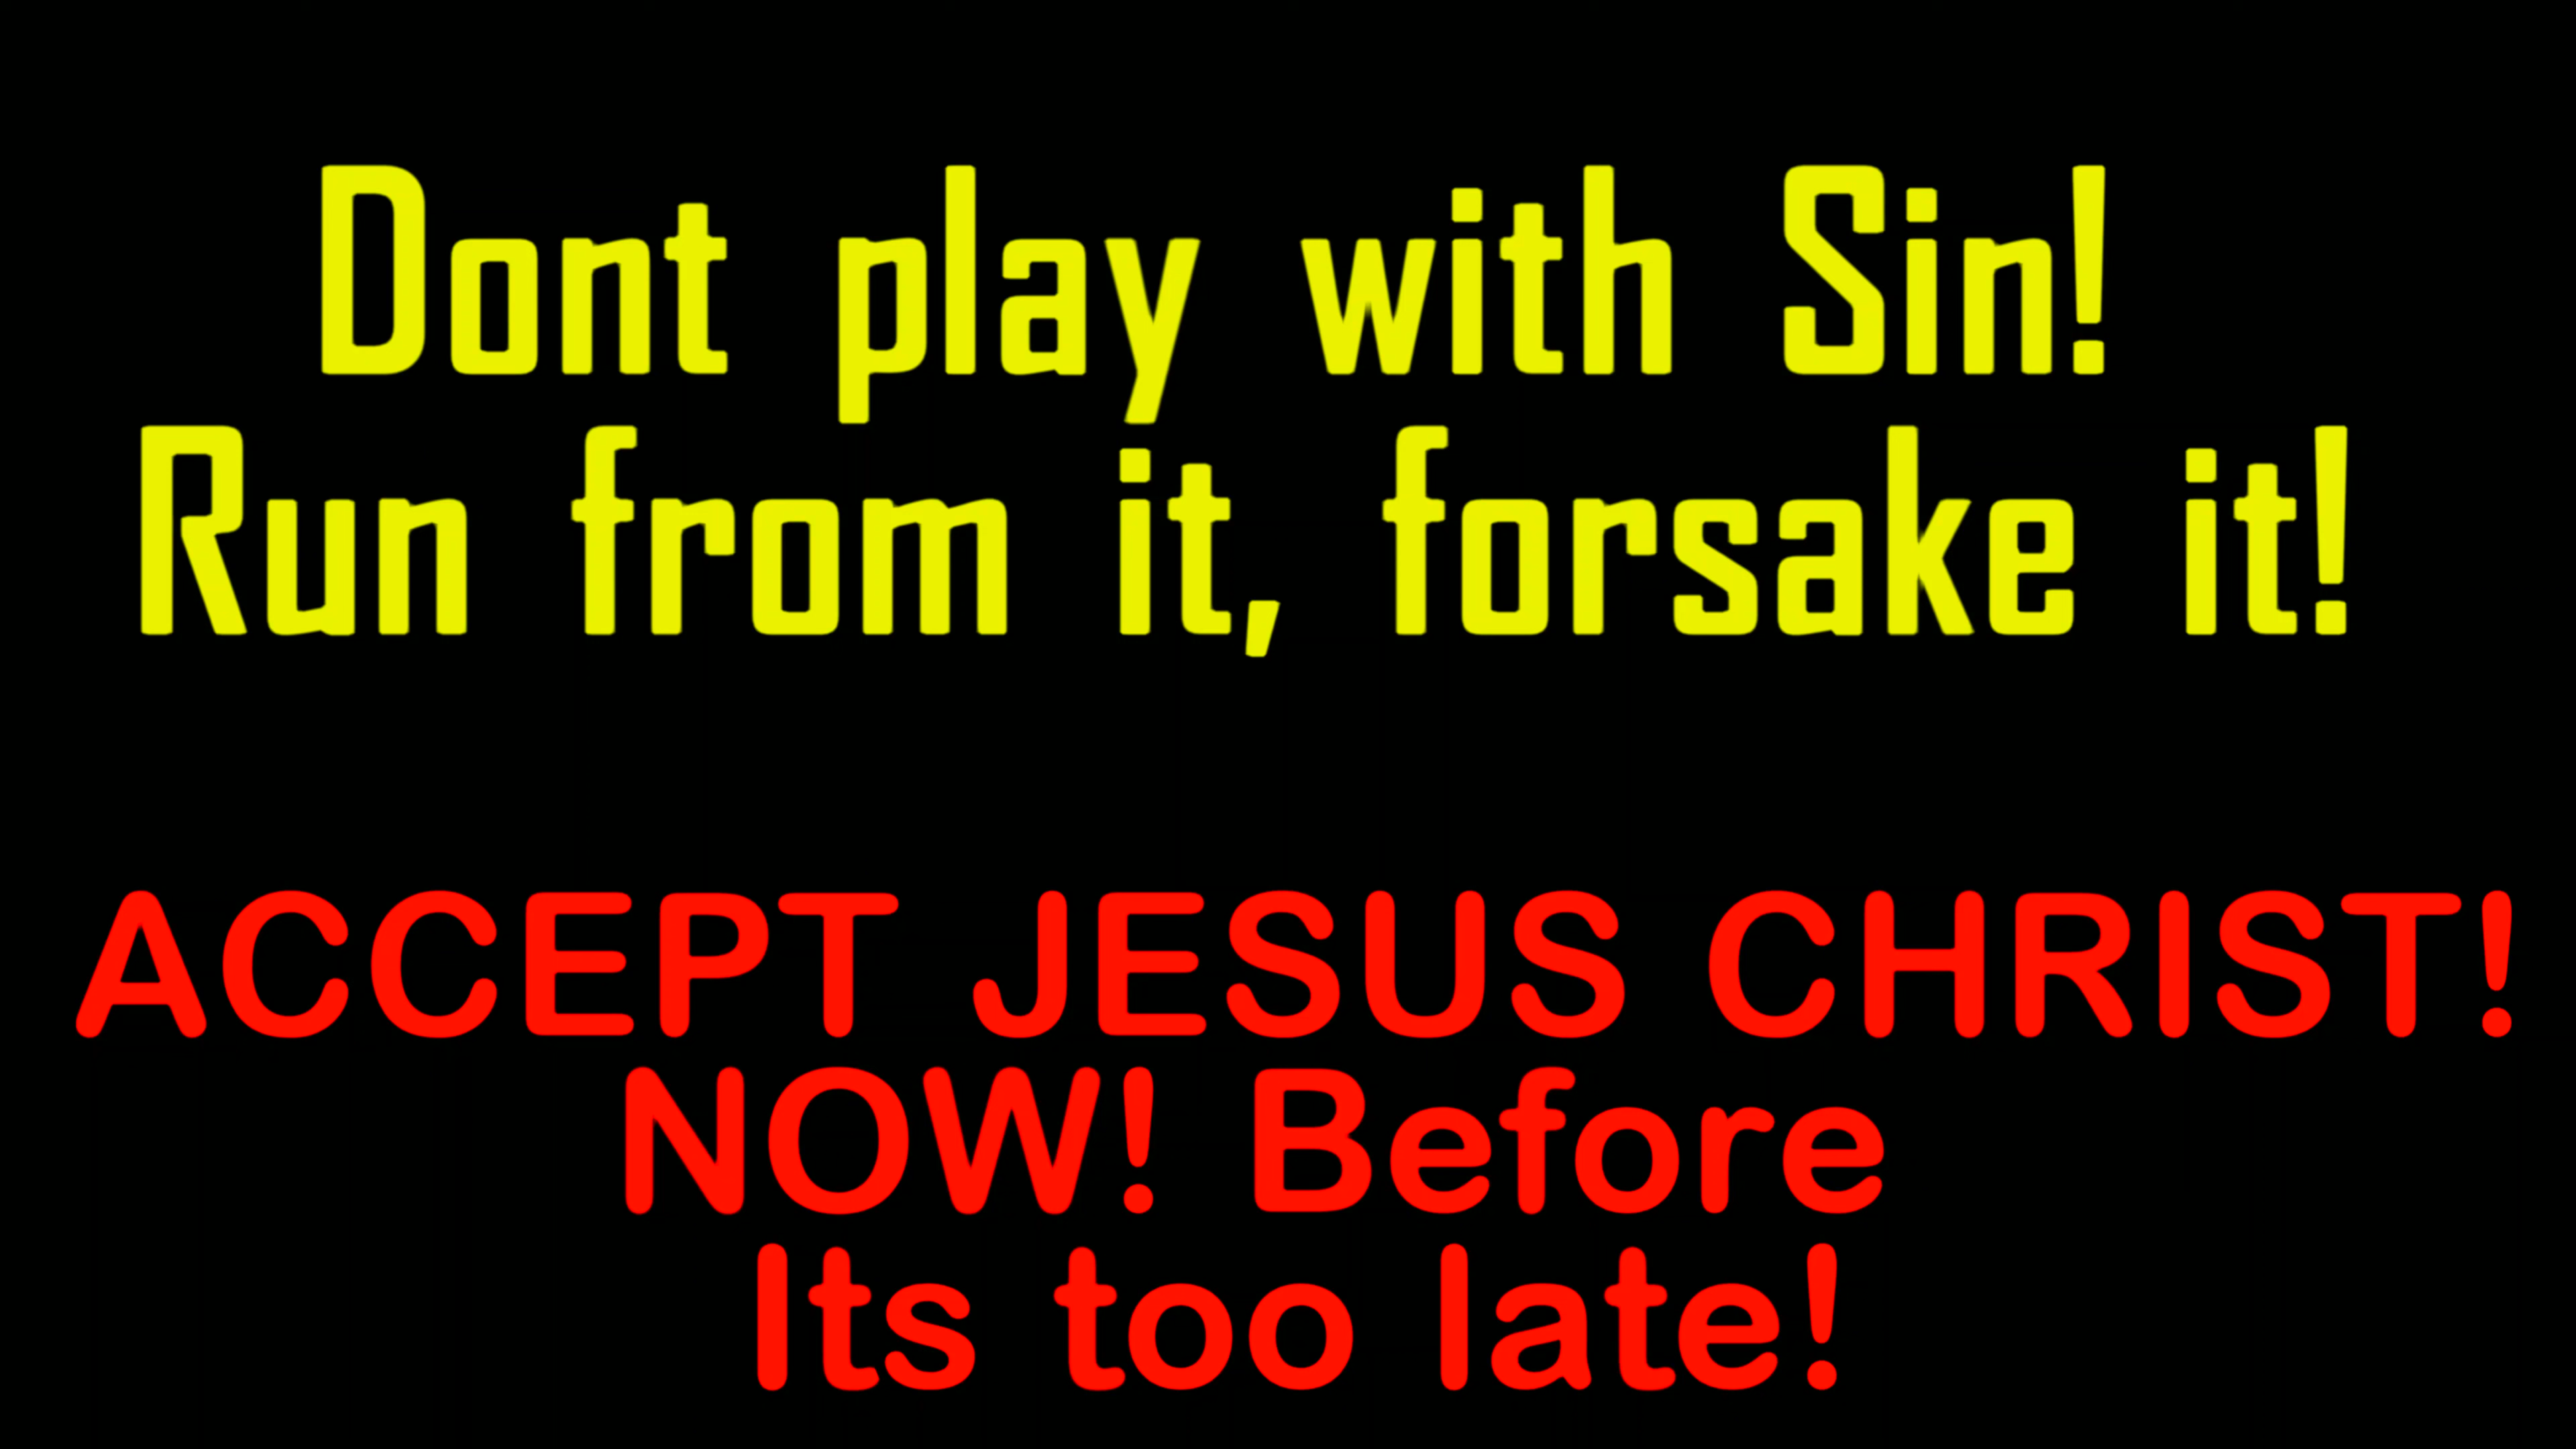 Dont play with Sin!
Run from it, forsake it!
ACCEPT JESUS CHRIST!
NOW! Before
Its too late!